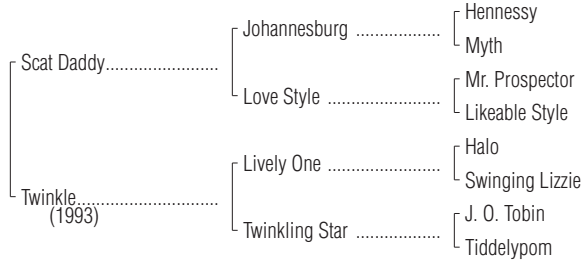 Hennessy
Johannesburg ..................
Myth
Scat Daddy........................
Mr. Prospector
Love Style ........................
Likeable Style
Halo
Lively One ........................
Swinging Lizzie
Twinkle..............................
(1993)
J. O. Tobin
Twinkling Star ..................
Tiddelypom